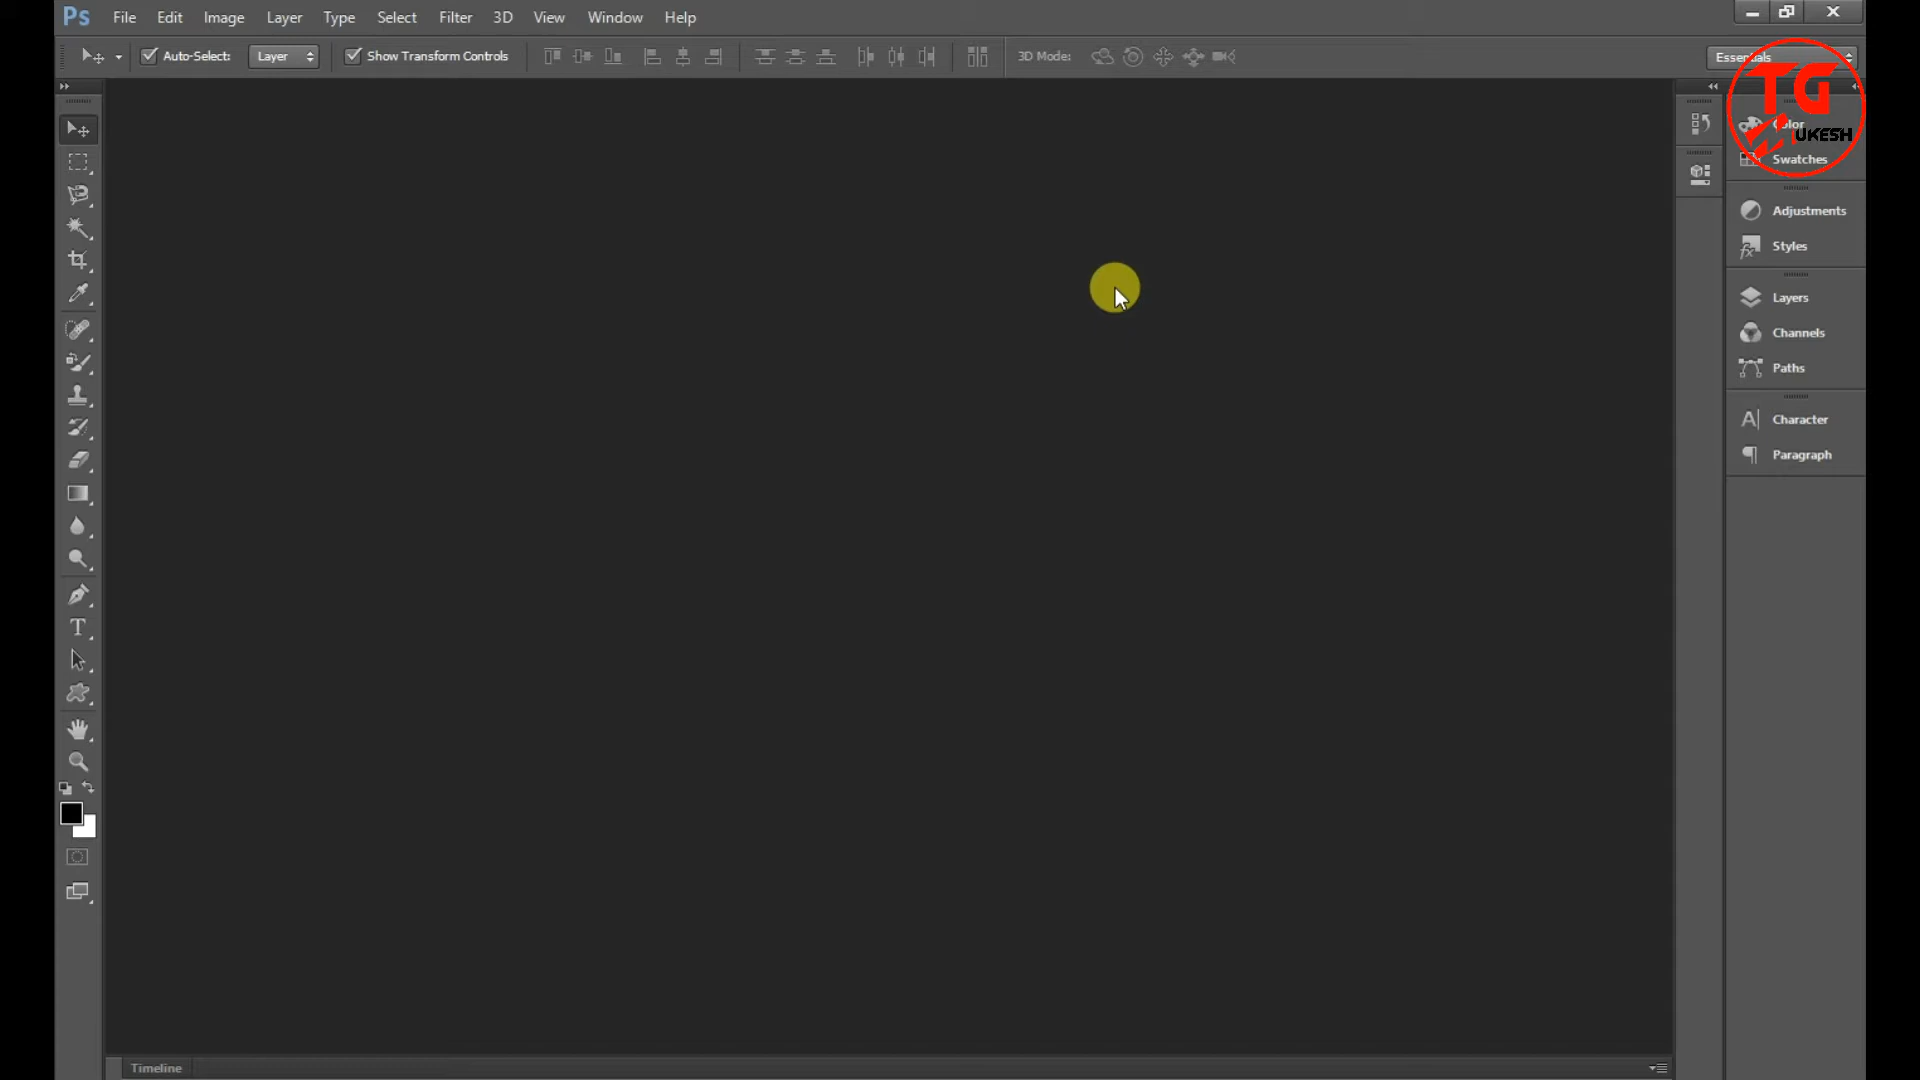 Ps File Edit Image Layer Type Select Filter 3D View Window Help
Auto-Select: Layer Show Transform Controls 3D Mode: Essentials
TG
UKESH
Color
Swatches
Adjustments
Styles
Layers
Channels
Paths
Character
Paragraph
Timeline